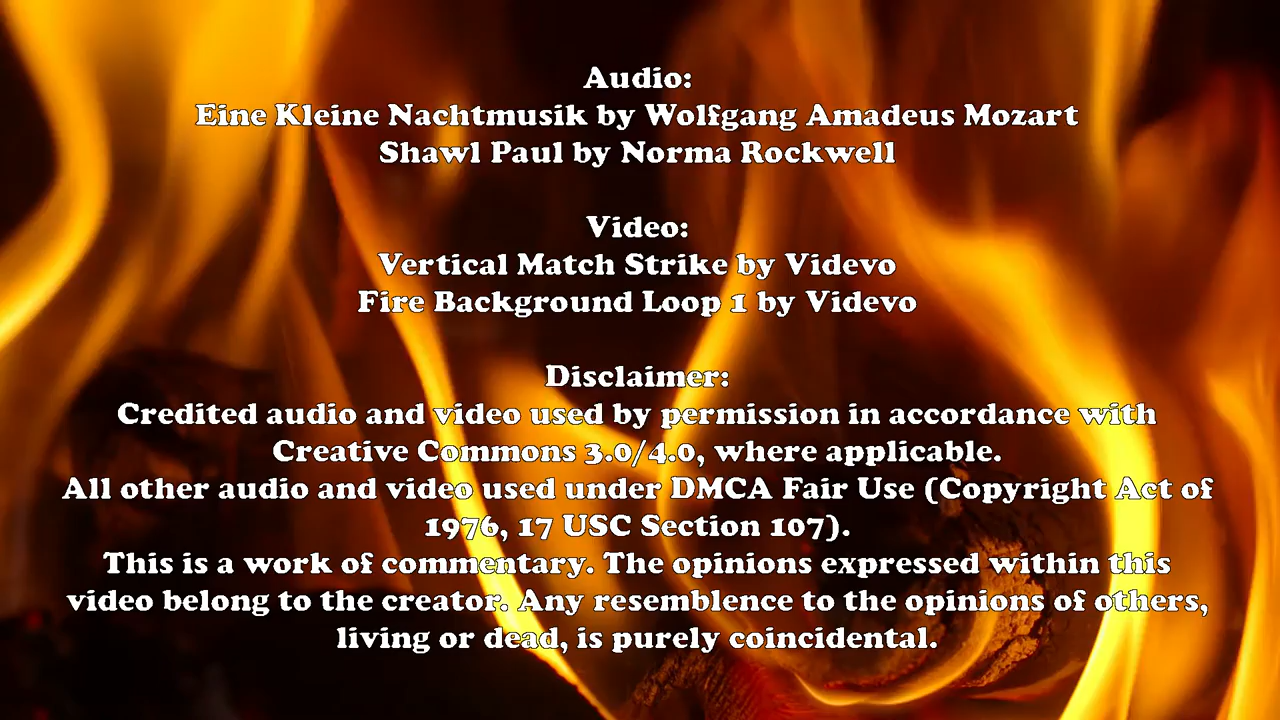 Audio:
Eine Kleine Nachtmusik by Wolfgang Amadeus Mozart
Shawl Paul by Norma Rockwell
Video:
Vertical Match Strike by Videvo
Fire Background Loop 1 by Videvo
Disclaimer:
Credited audio and video used by permission in accordance with
Creative Commons 3.0/4.0, where applicable.
All other audio and video used under DMCA Fair Use (Copyright Act of
1976, 17 USC Section 107).
This is a work of commentary. The opinions expressed within this
video belong to the creator. Any resemblence to the opinions of others,
living or dead, is purely coincidental.